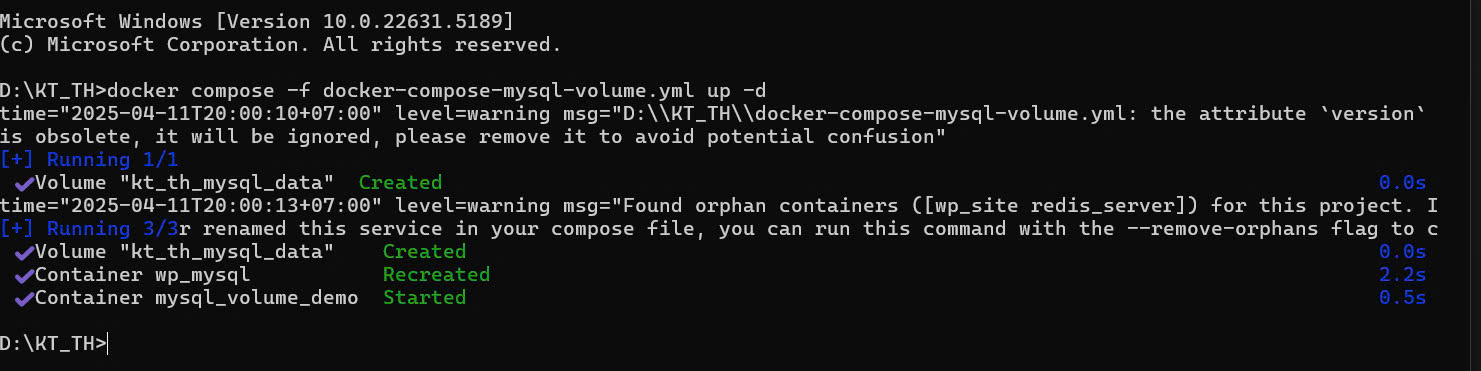 Microsoft Windows [Version 10.0.22631.5189]
(c) Microsoft Corporation. All rights reserved.
D:\KT_TH>docker compose -f docker-compose-mysql-volume.yml up -d
time="2025-04-11T20:00:10+07:00" level=warning msg="D:\\KT_TH\\docker-compose-mysql-volume.yml: the attribute `version`
is obsolete, it will be ignored, please remove it to avoid potential confusion"
[+] Running 1/1
✔Volume "kt_th_mysql_data"  Created 0.0s
time="2025-04-11T20:00:13+07:00" level=warning msg="Found orphan containers ([wp_site redis_server]) for this project. I
[+] Running 3/3r renamed this service in your compose file, you can run this command with the --remove-orphans flag to c
✔Volume "kt_th_mysql_data"    Created 0.0s
✔Container wp_mysql           Recreated 2.2s
✔Container mysql_volume_demo  Started 0.5s
D:\KT_TH>